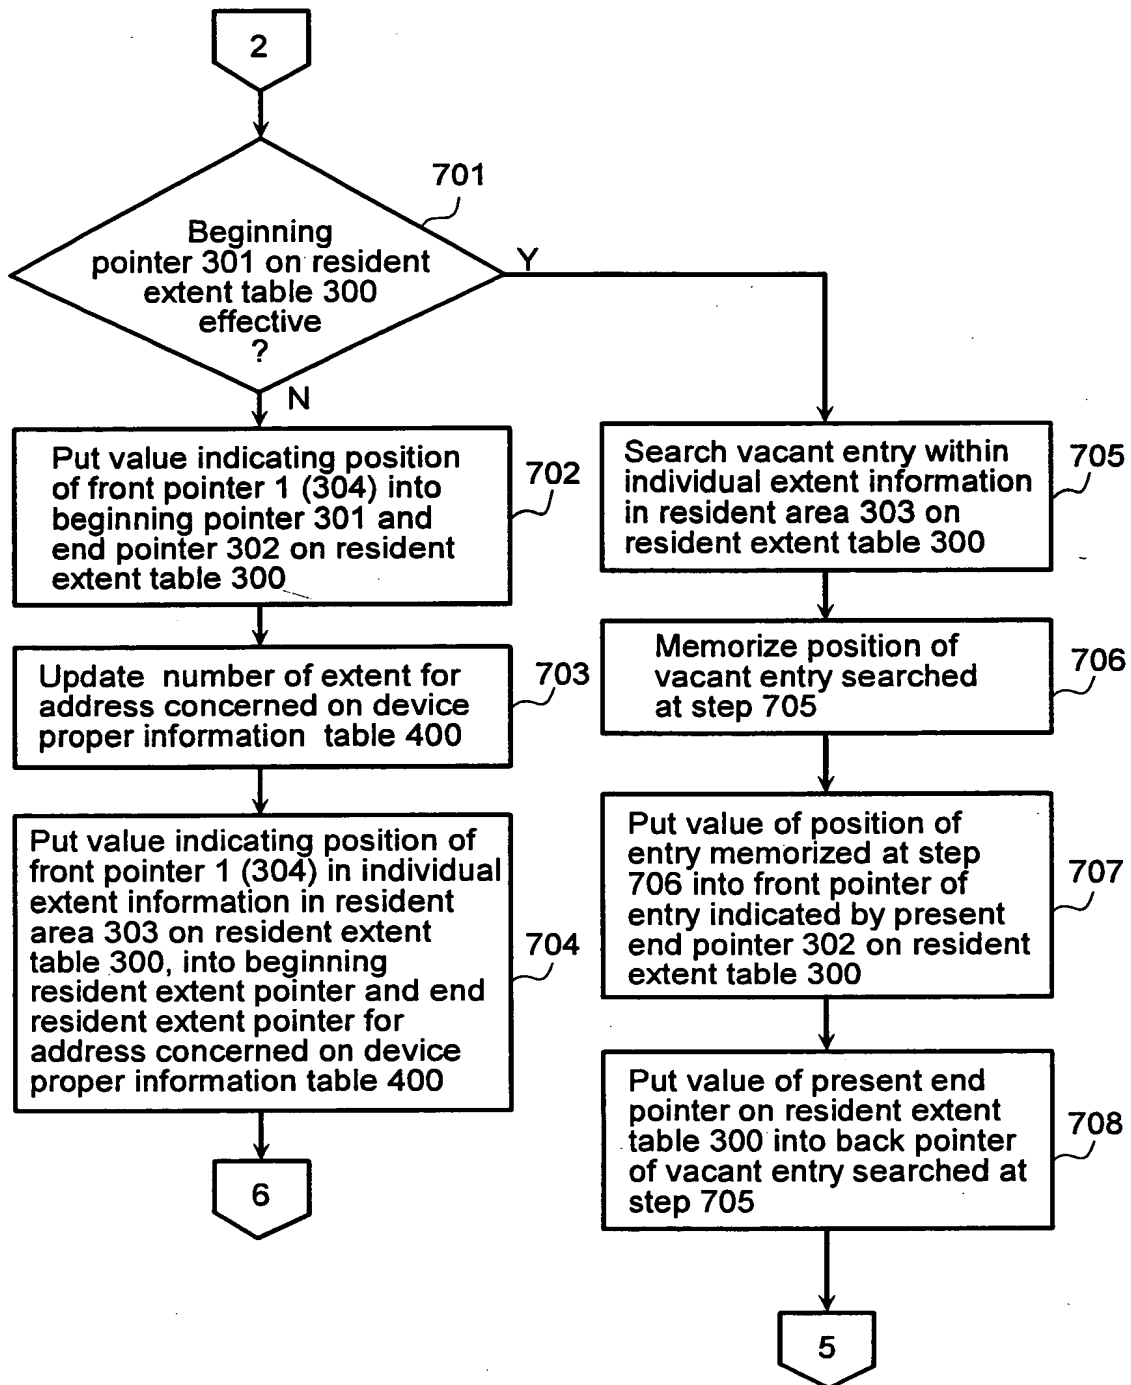 2
701
Beginning
pointer 301 on resident
extent table 300
effective
?
Y
N
Put value indicating position
of front pointer 1 (304) into
beginning pointer 301 and
end pointer 302 on resident
extent table 300
702
Update number of extent for
address concerned on device
proper information table 400
703
Put value indicating position of
front pointer 1 (304) in individual
extent information in resident
area 303 on resident extent
table 300, into beginning
resident extent pointer and end
resident extent pointer for
address concerned on device
proper information table 400
704
6
Search vacant entry within
individual extent information
in resident area 303 on
resident extent table 300
705
Memorize position of
vacant entry searched
at step 705
706
Put value of position of
entry memorized at step
706 into front pointer of
entry indicated by present
end pointer 302 on resident
extent table 300
707
Put value of present end
pointer on resident extent
table 300 into back pointer
of vacant entry searched at
step 705
708
5